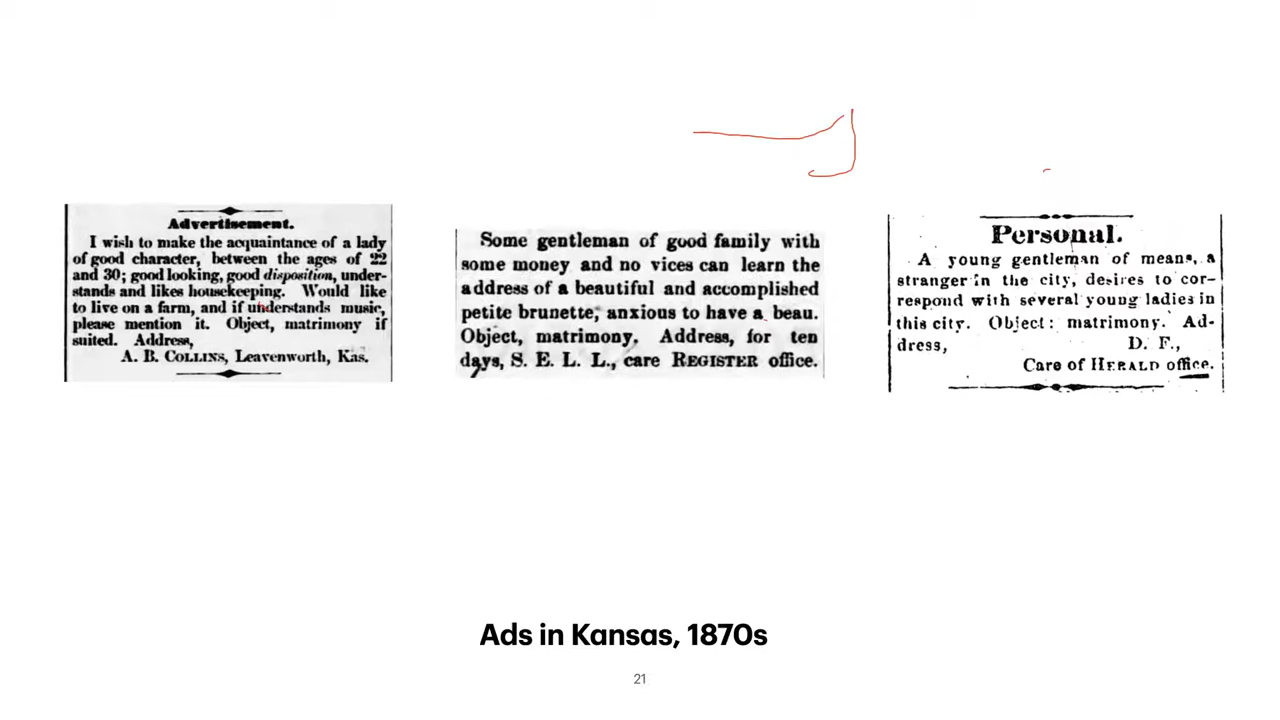 Advertisement.
I wish to make the acquaintance of a lady
of good character, between the ages of 22
and 30; good looking, good disposition, under-
stands and likes housekeeping. Would like
to live on a farm, and if understands music,
please mention it. Object, matrimony if
suited. Address,
A. B. COLLINS, Leavenworth, Kas.
Some gentleman of good family with
some money and no vices can learn the
address of a beautiful and accomplished
petite brunette, anxious to have a beau.
Object, matrimony. Address, for ten
days, S. E. L. L., care REGISTER office.
Personal.
A young gentleman of means, a
stranger in the city, desires to cor-
respond with several young ladies in
this city. Object: matrimony. Ad-
dress, D. F.,
Care of HERALD office.
Ads in Kansas, 1870s
21